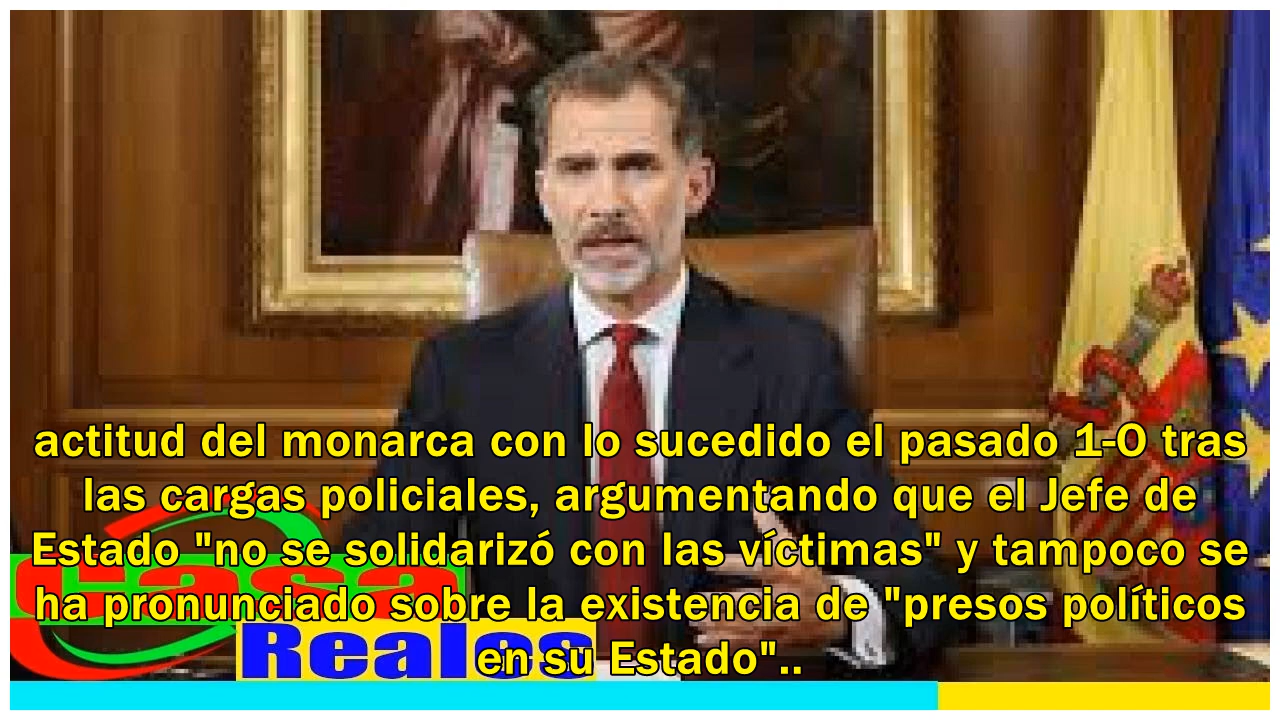 actitud del monarca con lo sucedido el pasado 1-O tras
las cargas policiales, argumentando que el Jefe de
Estado "no se solidarizó con las víctimas" y tampoco se
ha pronunciado sobre la existencia de "presos políticos
en su Estado"..
Casa
Reales